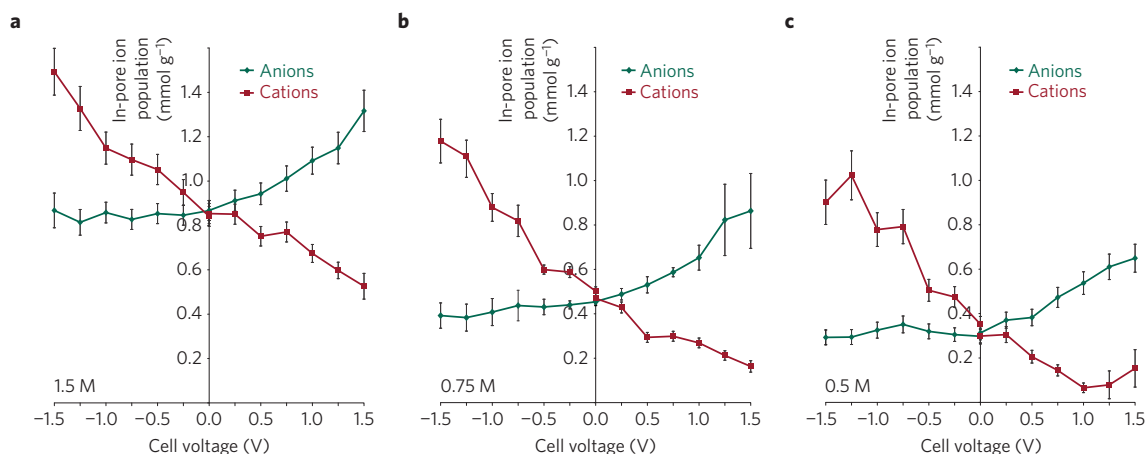 a
In-pore ion
population
(mmol g⁻¹)
Anions
Cations
1.4
1.2
1.0
0.8
0.6
0.4
0.2
1.5 M
−1.5 −1.0 −0.5 0.0 0.5 1.0 1.5
Cell voltage (V)
b
In-pore ion
population
(mmol g⁻¹)
Anions
Cations
1.4
1.2
1.0
0.8
0.6
0.4
0.2
0.75 M
−1.5 −1.0 −0.5 0.0 0.5 1.0 1.5
Cell voltage (V)
c
In-pore ion
population
(mmol g⁻¹)
Anions
Cations
1.4
1.2
1.0
0.8
0.6
0.4
0.2
0.5 M
−1.5 −1.0 −0.5 0.0 0.5 1.0 1.5
Cell voltage (V)